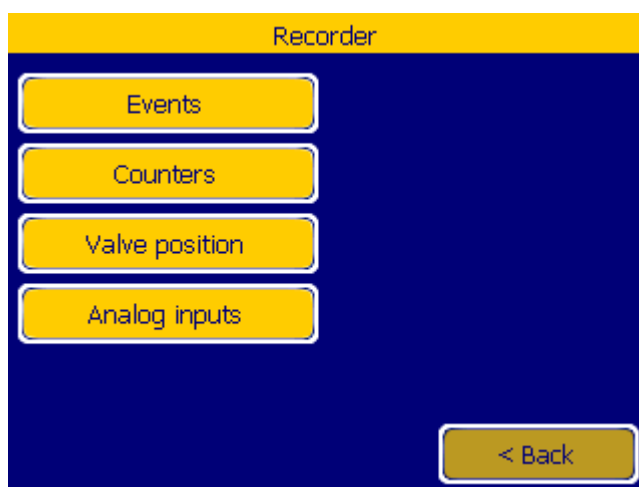 Recorder
Events
Counters
Valve position
Analog inputs
< Back